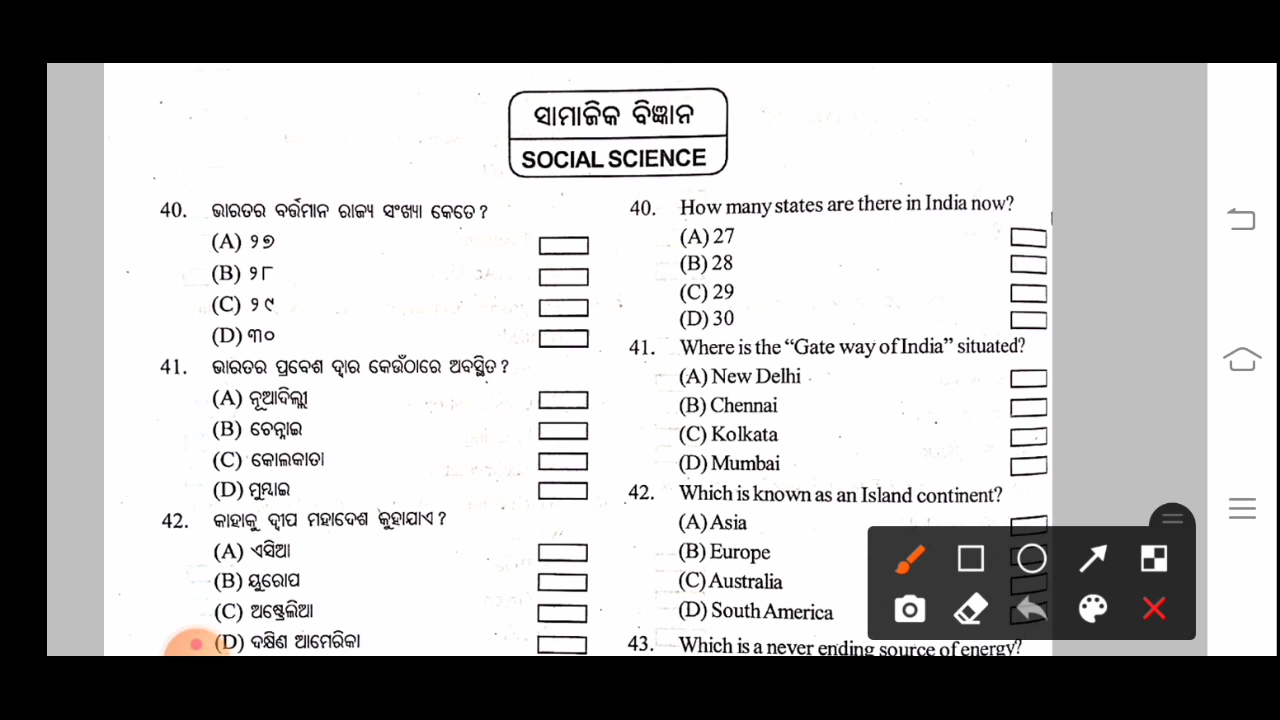 ସାମାଜିକ ବିଜ୍ଞାନ
SOCIAL SCIENCE
40. ଭାରତର ବର୍ତ୍ତମାନ ରାଜ୍ୟ ସଂଖ୍ୟା କେତେ ?
(A) ୨୭
(B) ୨୮
(C) ୨୯
(D) ୩୦
41. ଭାରତର ପ୍ରବେଶ ଦ୍ୱାର କେଉଁଠାରେ ଅବସ୍ଥିତ ?
(A) ନୂଆଦିଲ୍ଲୀ
(B) ଚେନ୍ନାଇ
(C) କୋଲକାତା
(D) ମୁମ୍ବାଇ
42. କାହାକୁ ଦ୍ୱୀପ ମହାଦେଶ କୁହାଯାଏ ?
(A) ଏସିଆ
(B) ୟୁରୋପ
(C) ଅଷ୍ଟ୍ରେଲିଆ
(D) ଦକ୍ଷିଣ ଆମେରିକା
40. How many states are there in India now?
(A) 27
(B) 28
(C) 29
(D) 30
41. Where is the “Gate way of India” situated?
(A) New Delhi
(B) Chennai
(C) Kolkata
(D) Mumbai
42. Which is known as an Island continent?
(A) Asia
(B) Europe
(C) Australia
(D) South America
43. Which is a never ending source of energy?